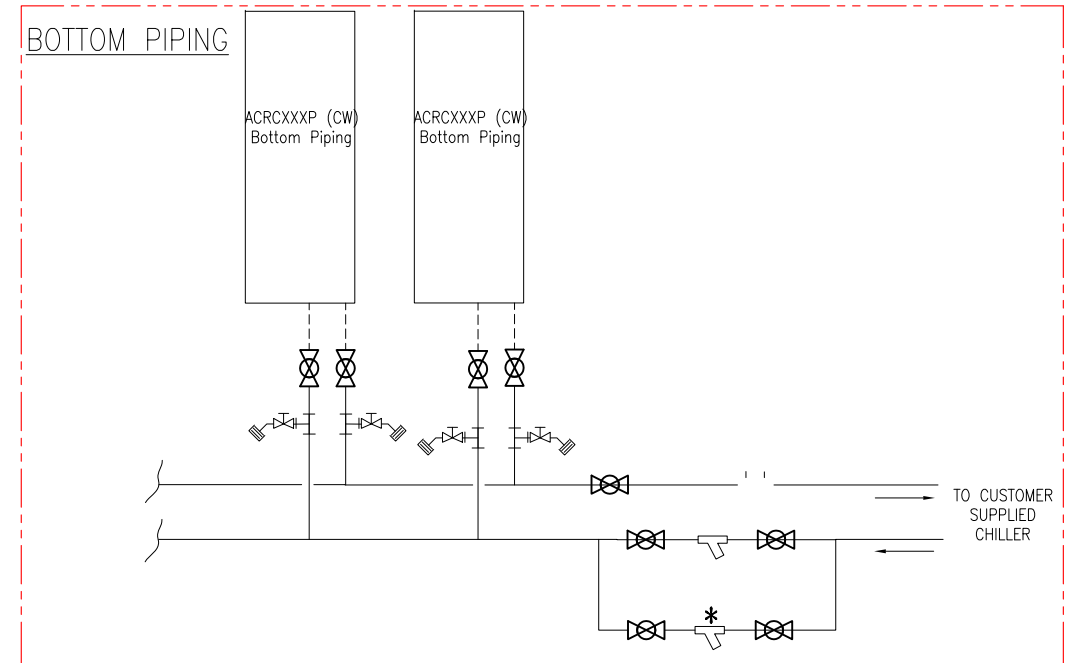 BOTTOM PIPING
ACRCXXXP (CW)
Bottom Piping
ACRCXXXP (CW)
Bottom Piping
TO CUSTOMER
SUPPLIED
CHILLER
*